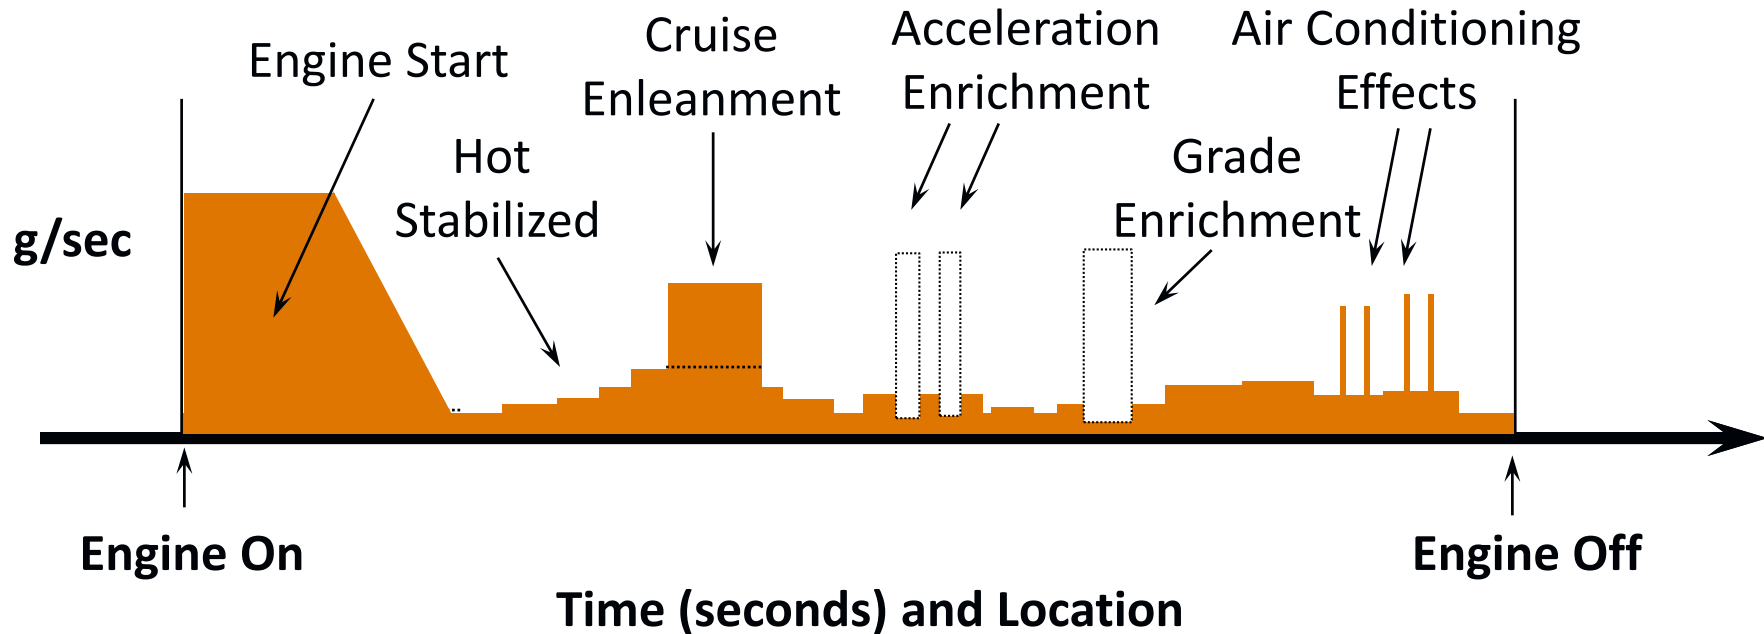 Engine Start
Cruise
Enleanment
Acceleration
Enrichment
Air Conditioning
Effects
Hot
Stabilized
Grade
Enrichment
g/sec
Engine On
Engine Off
Time (seconds) and Location